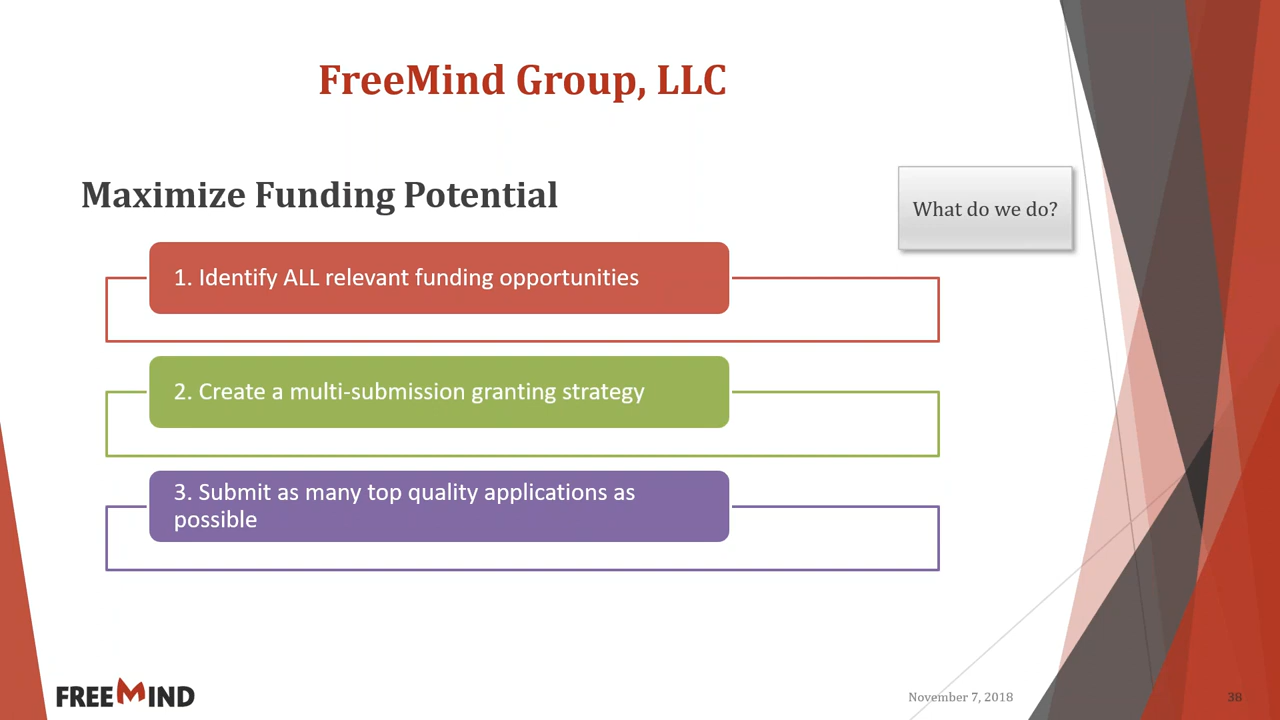 FreeMind Group, LLC
Maximize Funding Potential
What do we do?
1. Identify ALL relevant funding opportunities
2. Create a multi-submission granting strategy
3. Submit as many top quality applications as
possible
FREEMIND
November 7, 2018
38